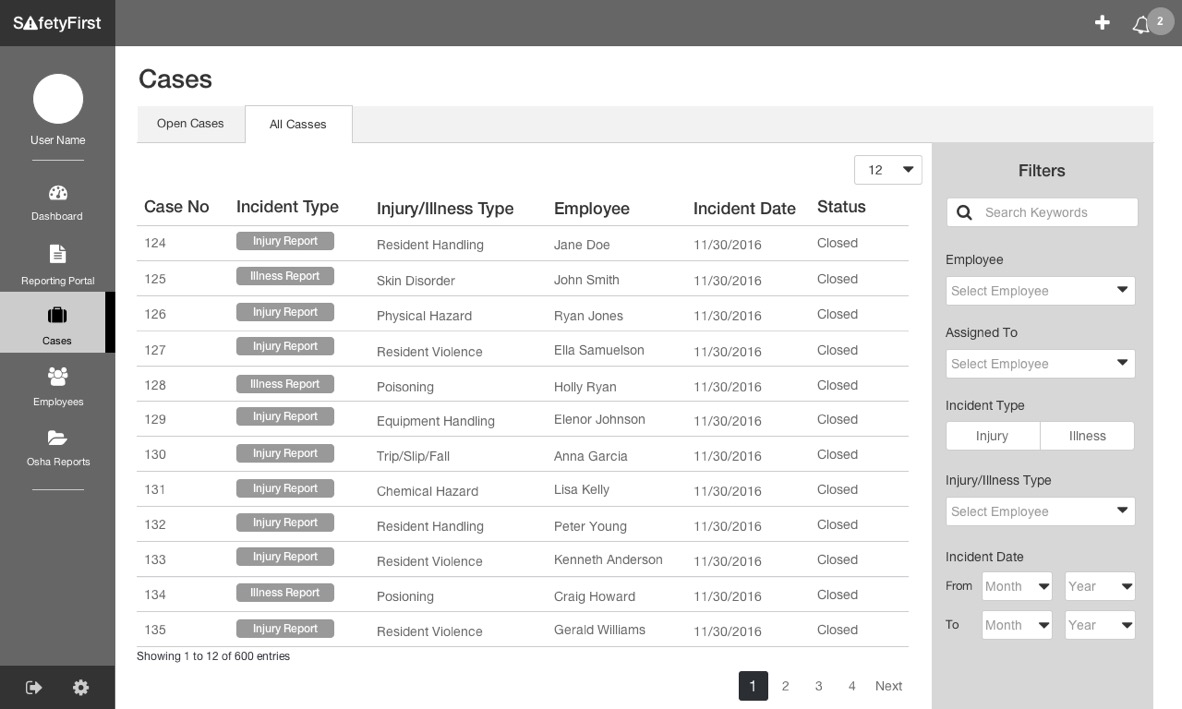 SAfetyFirst
2
User Name
Dashboard
Reporting Portal
Cases
Employees
Osha Reports
Cases
Open Cases All Casses
12
Case No Incident Type Injury/Illness Type Employee Incident Date Status
124 Injury Report Resident Handling Jane Doe 11/30/2016 Closed
125 Illness Report Skin Disorder John Smith 11/30/2016 Closed
126 Injury Report Physical Hazard Ryan Jones 11/30/2016 Closed
127 Injury Report Resident Violence Ella Samuelson 11/30/2016 Closed
128 Illness Report Poisoning Holly Ryan 11/30/2016 Closed
129 Injury Report Equipment Handling Elenor Johnson 11/30/2016 Closed
130 Injury Report Trip/Slip/Fall Anna Garcia 11/30/2016 Closed
131 Injury Report Chemical Hazard Lisa Kelly 11/30/2016 Closed
132 Injury Report Resident Handling Peter Young 11/30/2016 Closed
133 Injury Report Resident Violence Kenneth Anderson 11/30/2016 Closed
134 Illness Report Posioning Craig Howard 11/30/2016 Closed
135 Injury Report Resident Violence Gerald Williams 11/30/2016 Closed
Showing 1 to 12 of 600 entries
1 2 3 4 Next
Filters
Search Keywords
Employee
Select Employee
Assigned To
Select Employee
Incident Type
Injury Illness
Injury/Illness Type
Select Employee
Incident Date
From Month Year
To Month Year